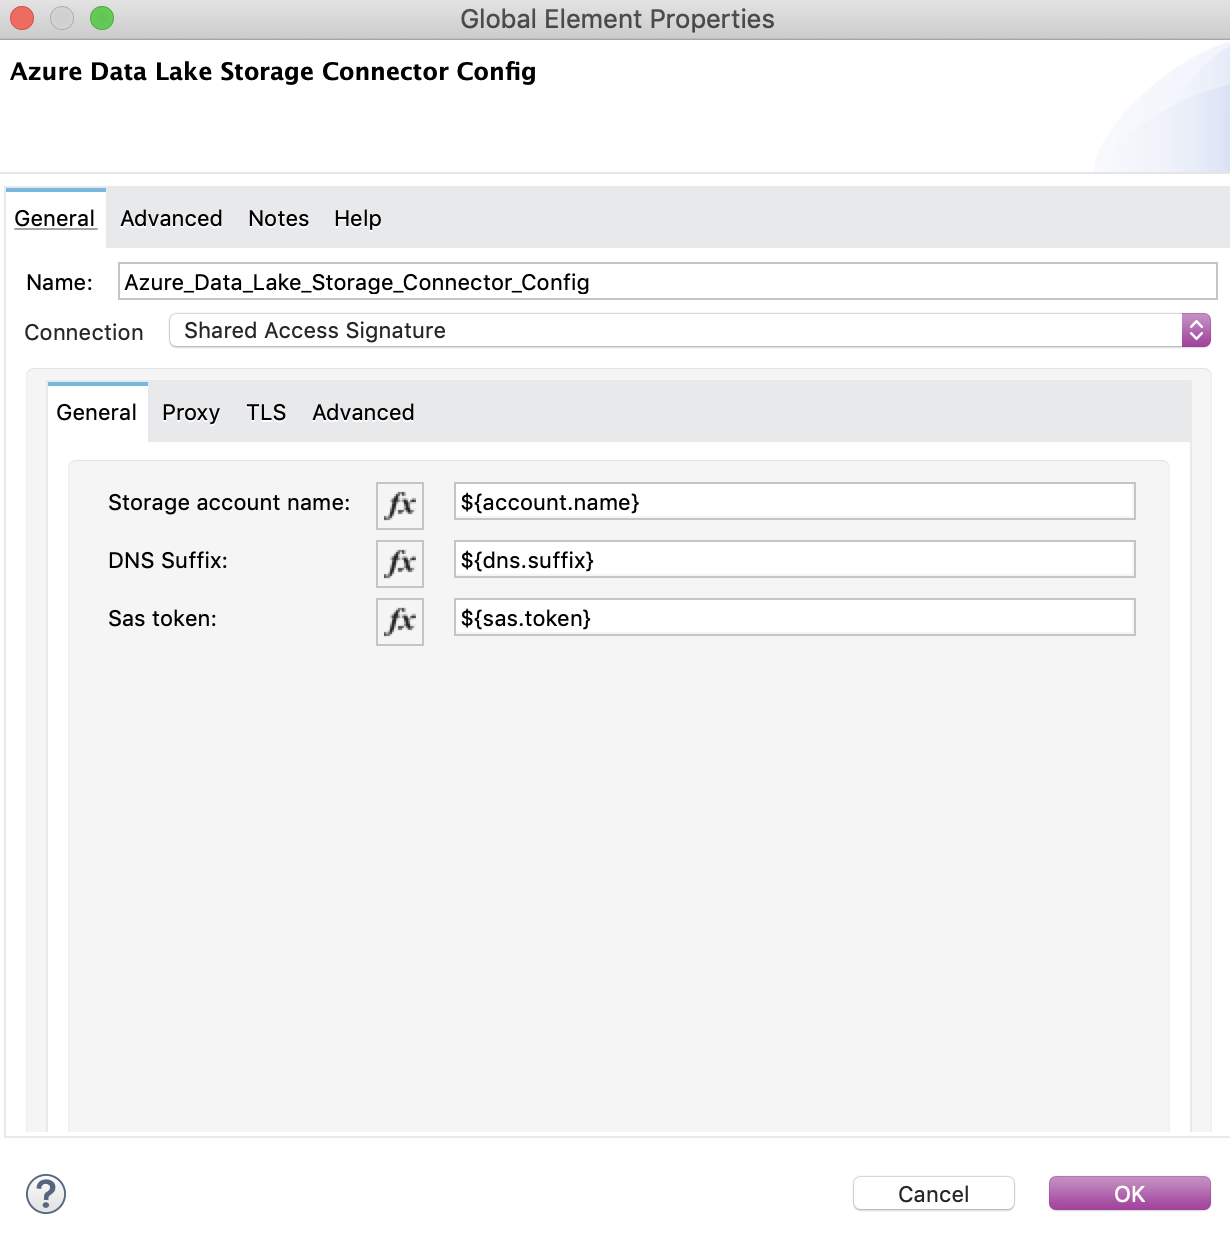 Global Element Properties
Azure Data Lake Storage Connector Config
General Advanced Notes Help
Name: Azure_Data_Lake_Storage_Connector_Config
Connection Shared Access Signature
General Proxy TLS Advanced
Storage account name: fx ${account.name}
DNS Suffix: fx ${dns.suffix}
Sas token: fx ${sas.token}
? Cancel OK